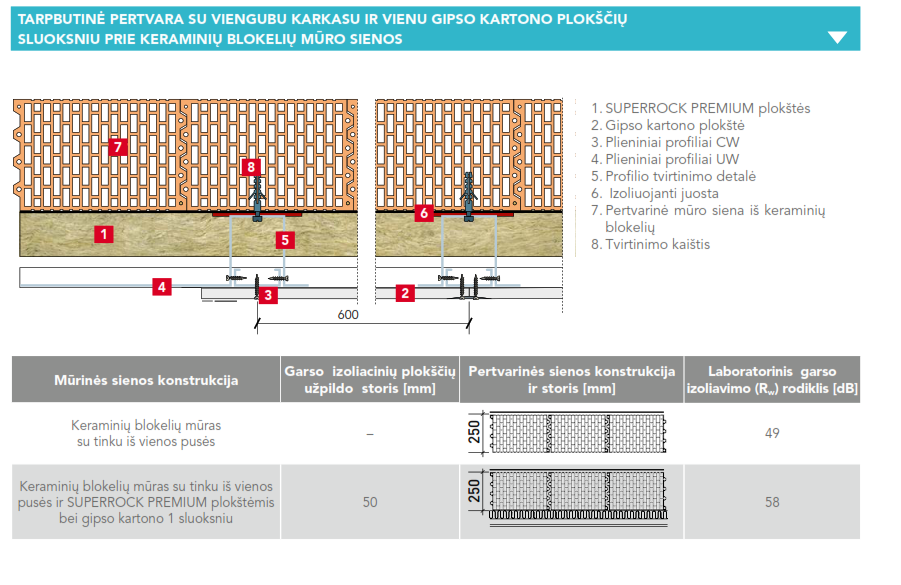 TARPBUTINĖ PERTVARA SU VIENGUBU KARKASU IR VIENU GIPSO KARTONO PLOKŠČIŲ
SLUOKSNIU PRIE KERAMINIŲ BLOKELIŲ MŪRO SIENOS
1. SUPERROCK PREMIUM plokštės
2. Gipso kartono plokštė
3. Plieniniai profiliai CW
4. Plieniniai profiliai UW
5. Profilio tvirtinimo detalė
6. Izoliuojanti juosta
7. Pertvarinė mūro siena iš keraminių
blokelių
8. Tvirtinimo kaištis
7
8
6
1
5
4
3
2
600
Mūrinės sienos konstrukcija
Garso izoliacinių plokščių
užpildo storis [mm]
Pertvarinės sienos konstrukcija
ir storis [mm]
Laboratorinis garso
izoliavimo (Rw) rodiklis [dB]
Keraminių blokelių mūras
su tinku iš vienos pusės
–
250
49
Keraminių blokelių mūras su tinku iš vienos
pusės ir SUPERROCK PREMIUM plokštėmis
bei gipso kartono 1 sluoksniu
50
250
58